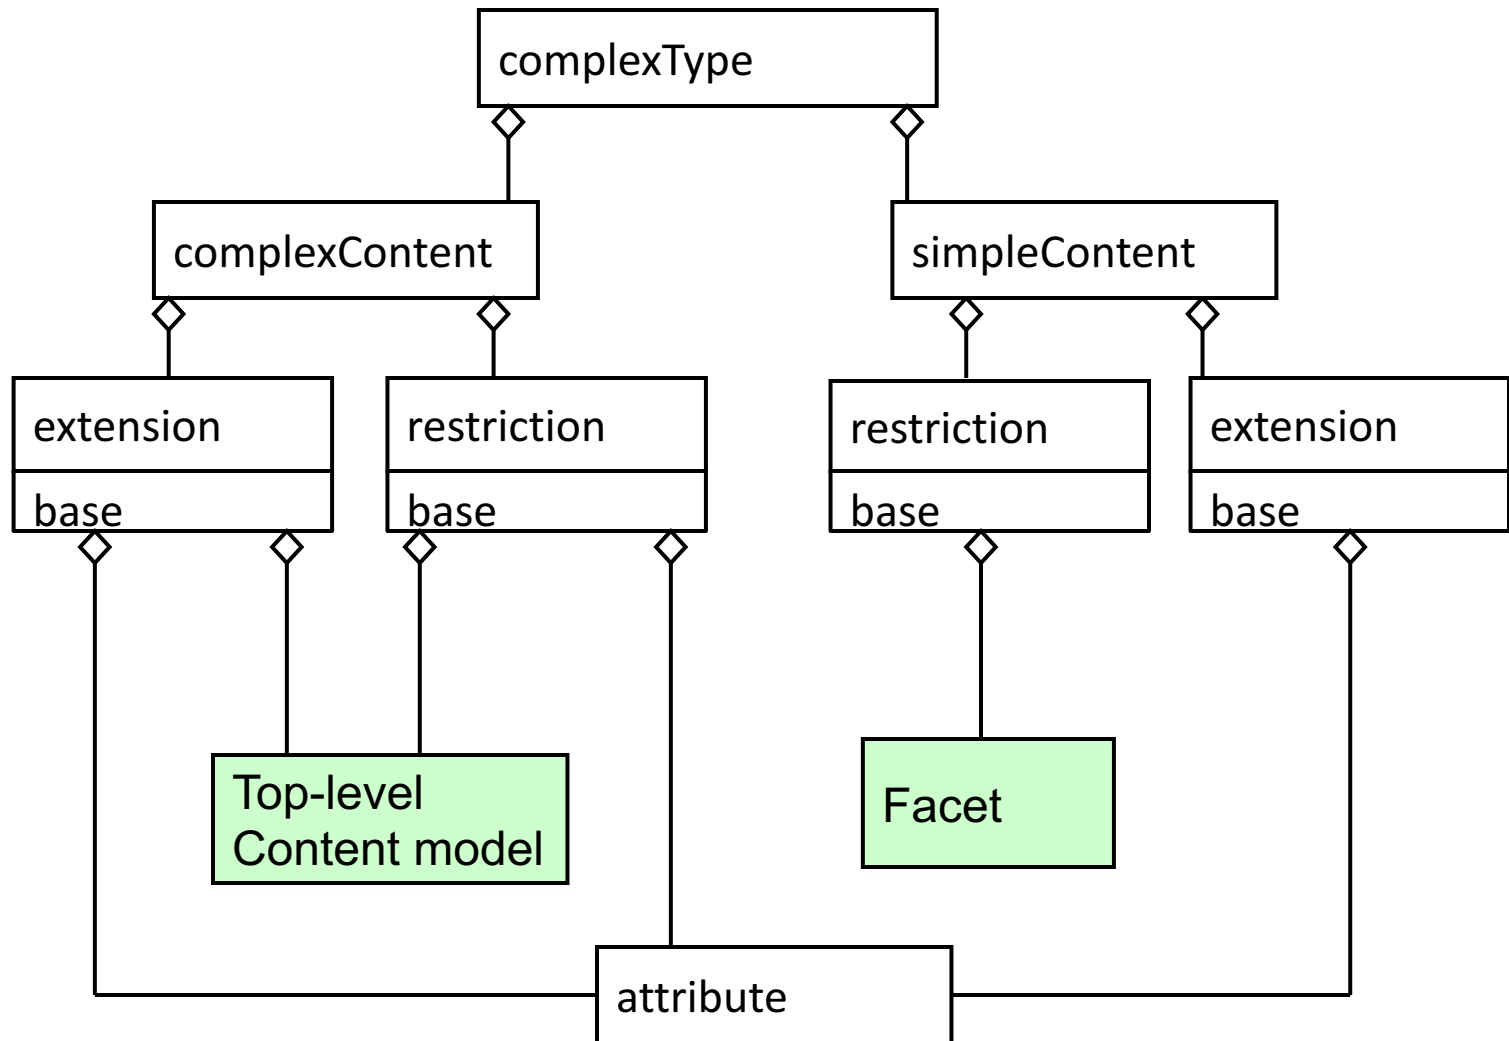 complexType
complexContent
simpleContent
extension
restriction
restriction
extension
base
base
base
base
Top-level
Content model
Facet
attribute